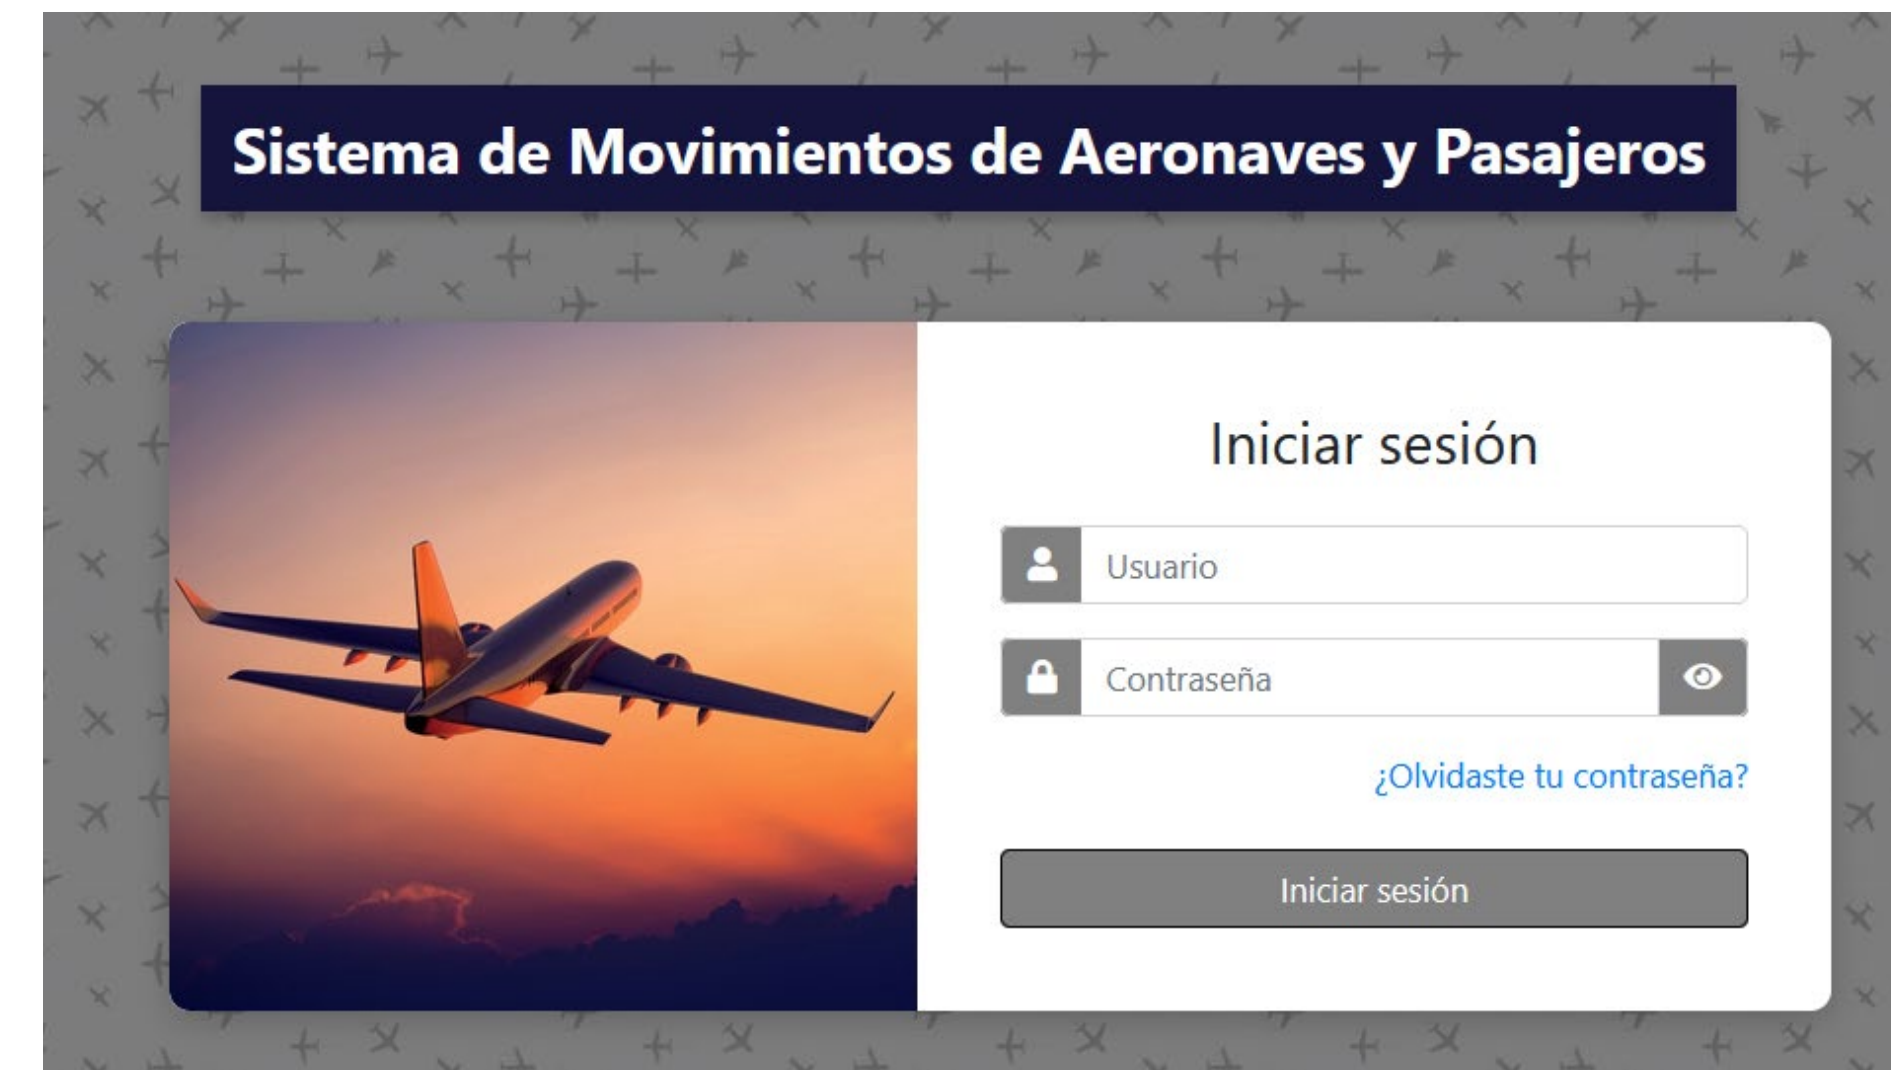 Sistema de Movimientos de Aeronaves y Pasajeros
Iniciar sesión
Usuario
Contraseña
¿Olvidaste tu contraseña?
Iniciar sesión